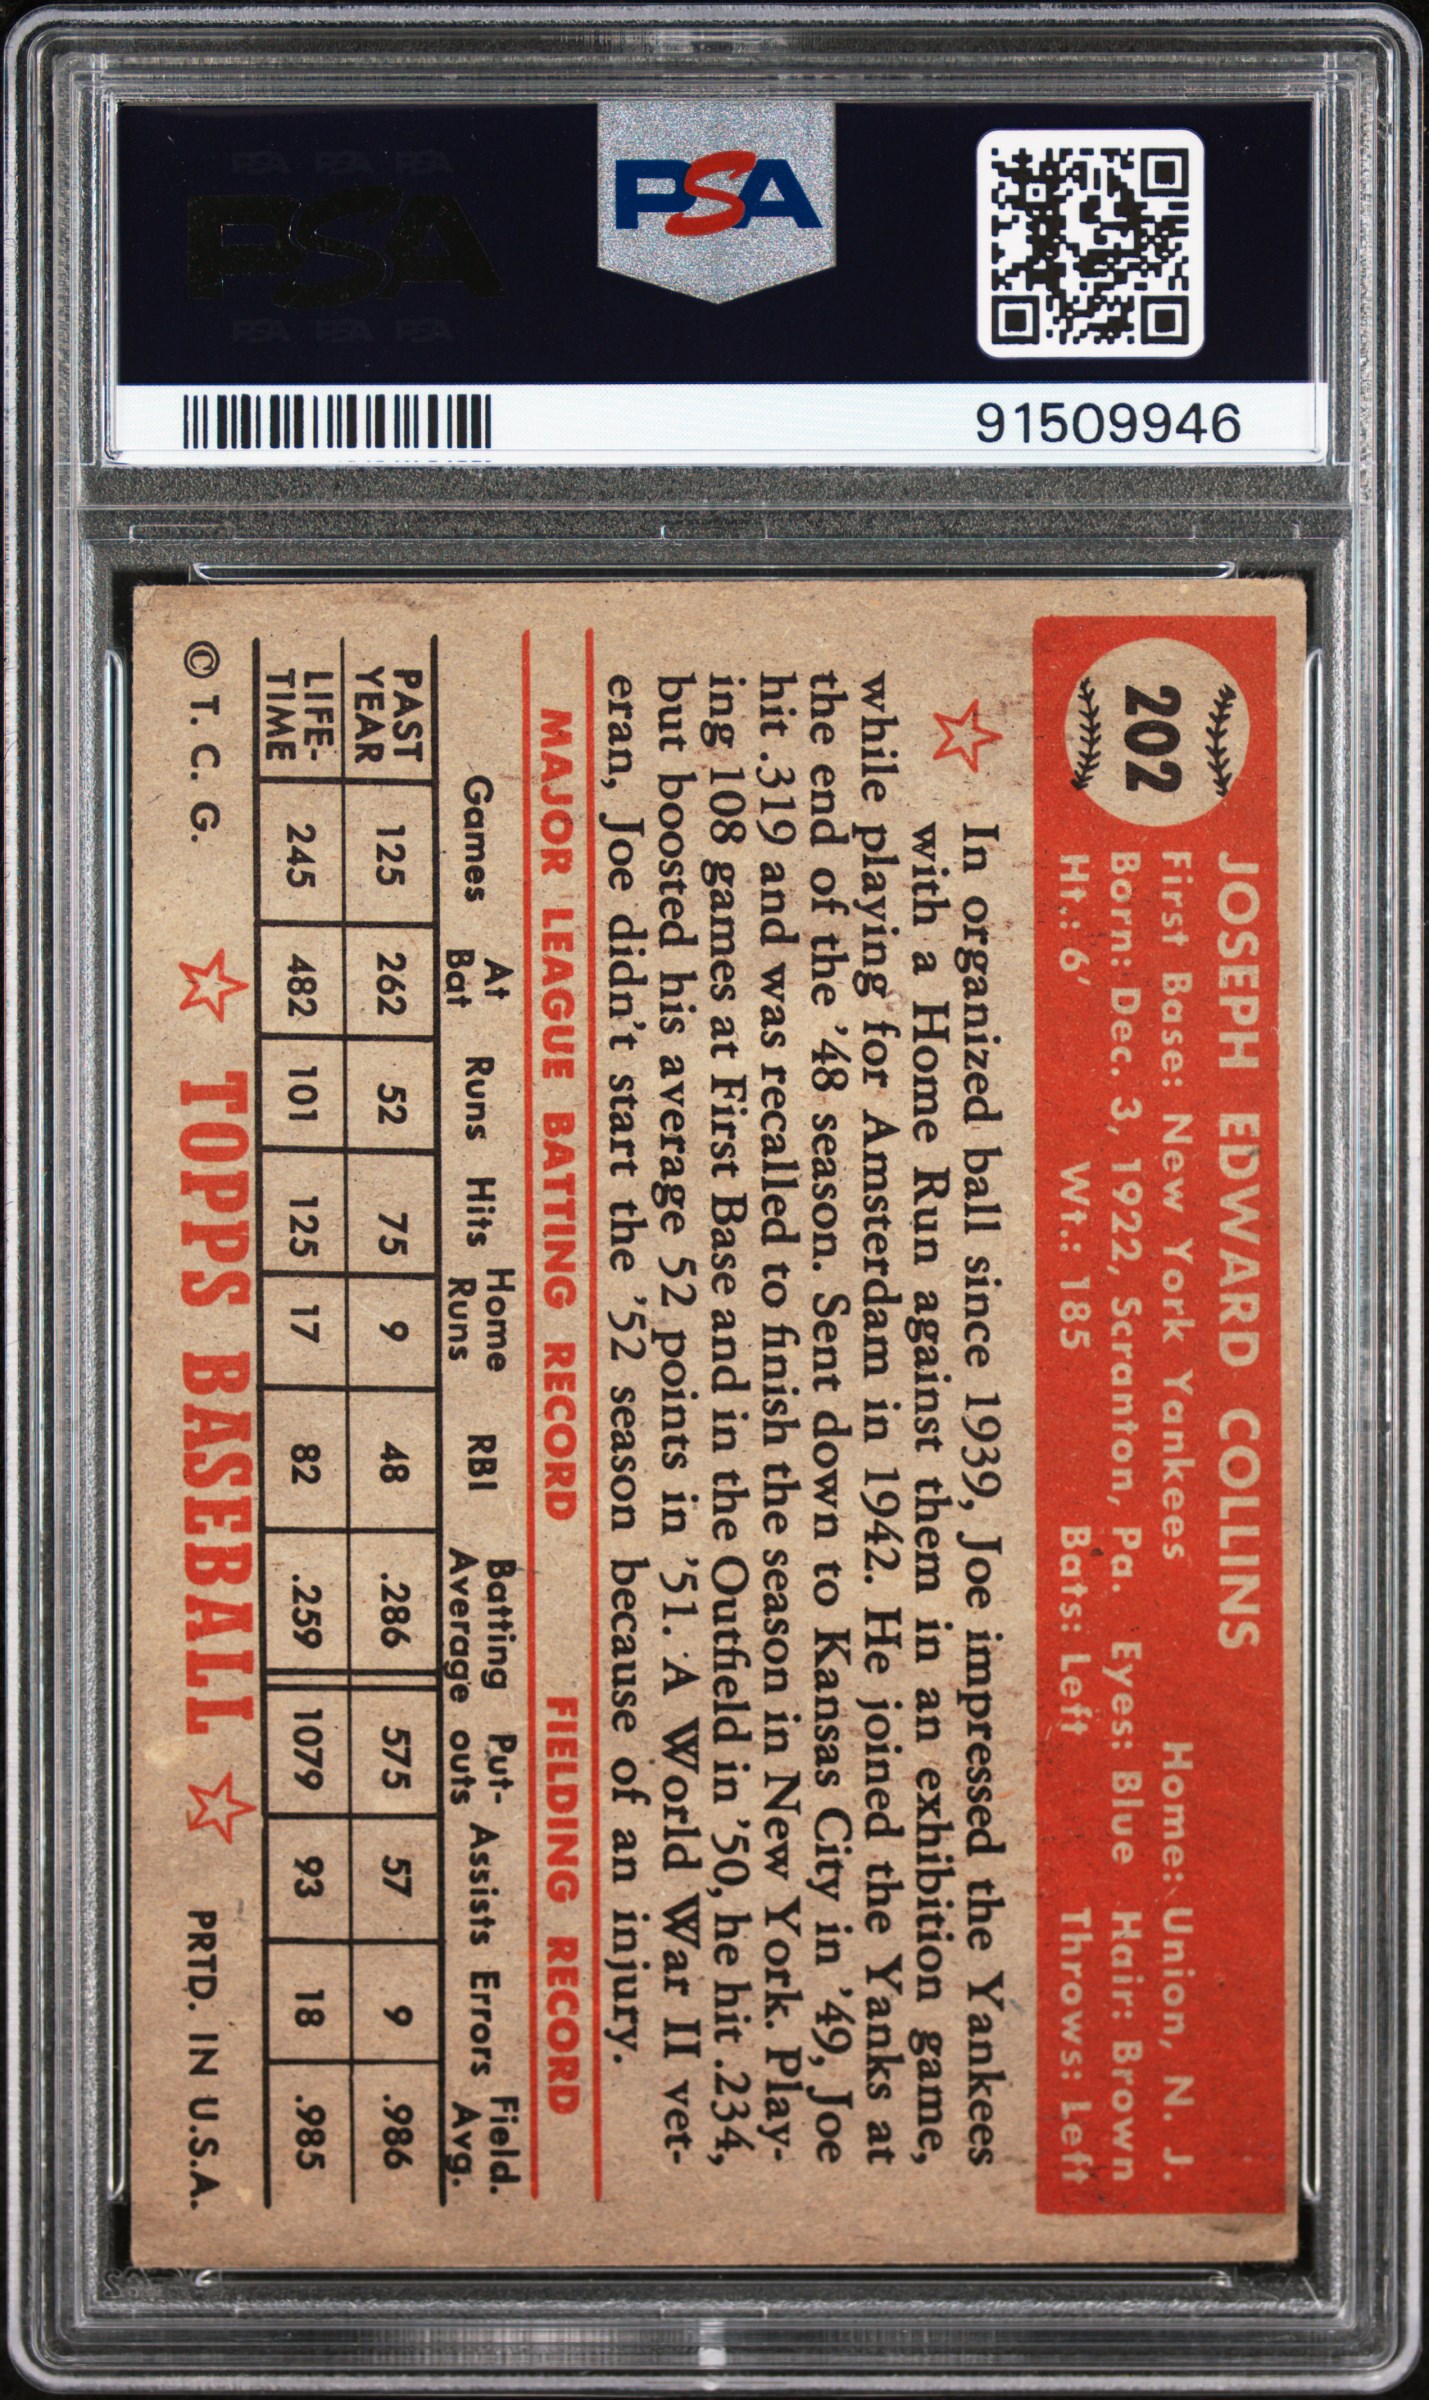 PSA PSA PSA
PSA
PSA PSA PSA
PSA
91509946
202
JOSEPH EDWARD COLLINS
First Base: New York Yankees Home: Union, N. J.
Born: Dec. 3, 1922, Scranton, Pa. Eyes: Blue Hair: Brown
Ht.: 6' Wt.: 185 Bats: Left Throws: Left
In organized ball since 1939, Joe impressed the Yankees
with a Home Run against them in an exhibition game,
while playing for Amsterdam in 1942. He joined the Yanks at
the end of the '48 season. Sent down to Kansas City in '49, Joe
hit .319 and was recalled to finish the season in New York. Play-
ing 108 games at First Base and in the Outfield in '50, he hit .234,
but boosted his average 52 points in '51. A World War II vet-
eran, Joe didn't start the '52 season because of an injury.
MAJOR LEAGUE BATTING RECORD FIELDING RECORD
Games At Bat Runs Hits Home Runs RBI Batting Average Put-outs Assists Errors Field. Avg.
PAST YEAR 125 262 52 75 9 48 .286 575 57 9 .986
LIFE-TIME 245 482 101 125 17 82 .259 1079 93 18 .985
© T. C. G. TOPPS BASEBALL PRTD. IN U.S.A.